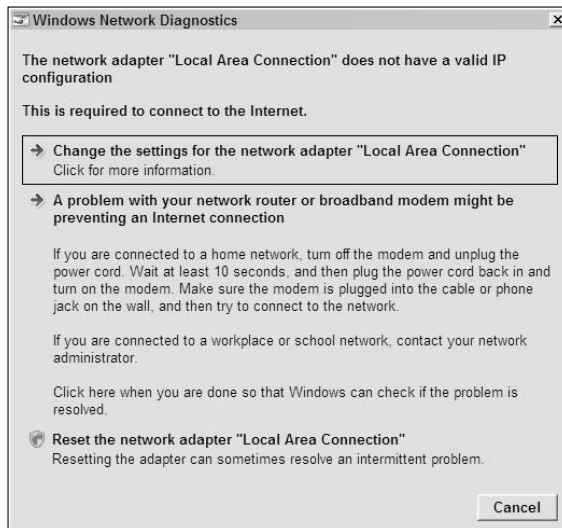 Windows Network Diagnostics
The network adapter "Local Area Connection" does not have a valid IP
configuration
This is required to connect to the Internet.
Change the settings for the network adapter "Local Area Connection"
Click for more information.
A problem with your network router or broadband modem might be
preventing an Internet connection
If you are connected to a home network, turn off the modem and unplug the
power cord. Wait at least 10 seconds, and then plug the power cord back in and
turn on the modem. Make sure the modem is plugged into the cable or phone
jack on the wall, and then try to connect to the network.
If you are connected to a workplace or school network, contact your network
administrator.
Click here when you are done so that Windows can check if the problem is
resolved.
Reset the network adapter "Local Area Connection"
Resetting the adapter can sometimes resolve an intermittent problem.
Cancel